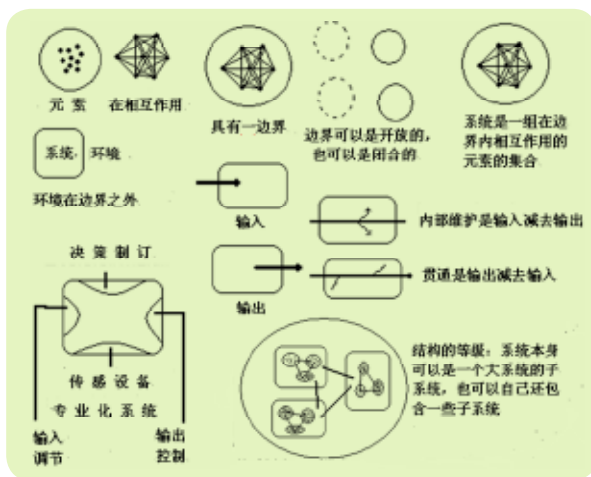 元 素
在相互作用
具有一边界
边界可以是开放的,
也可以是闭合的
系统是一组在边
界内相互作用的
元素的集合
系统
环境
环境在边界之外
输入
内部维护是输入减去输出
输出
贯通是输出减去输入
决 策 制 订
传 感 设 备
专 业 化 系 统
输入
调节
输出
控制
结构的等级：系统本身
可以是一个大系统的子
系统，也可以自己还包
含一些子系统